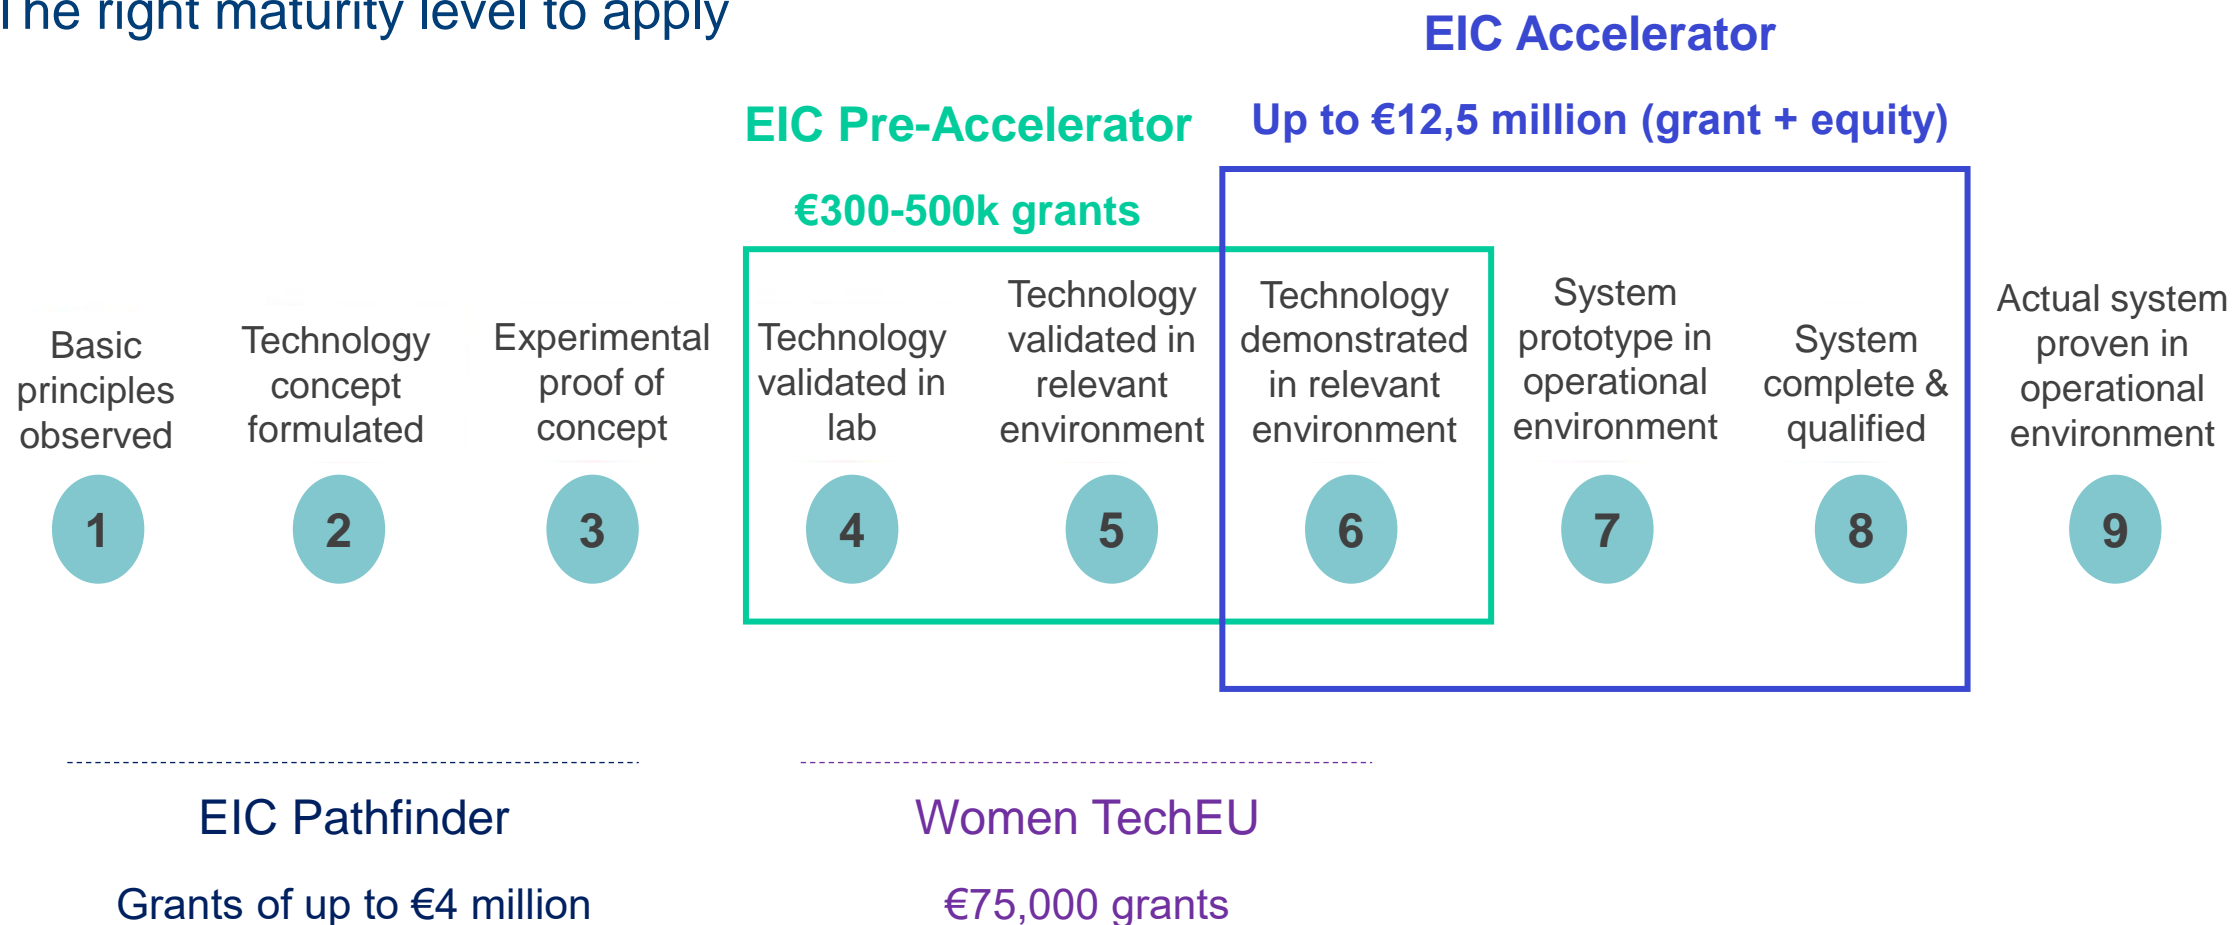 The right maturity level to apply
EIC Accelerator
Up to €12,5 million (grant + equity)
EIC Pre-Accelerator
€300-500k grants
Basic
principles
observed
1
Technology
concept
formulated
2
Experimental
proof of
concept
3
Technology
validated in
lab
4
Technology
validated in
relevant
environment
5
Technology
demonstrated
in relevant
environment
6
System
prototype in
operational
environment
7
System
complete &
qualified
8
Actual system
proven in
operational
environment
9
EIC Pathfinder
Grants of up to €4 million
Women TechEU
€75,000 grants